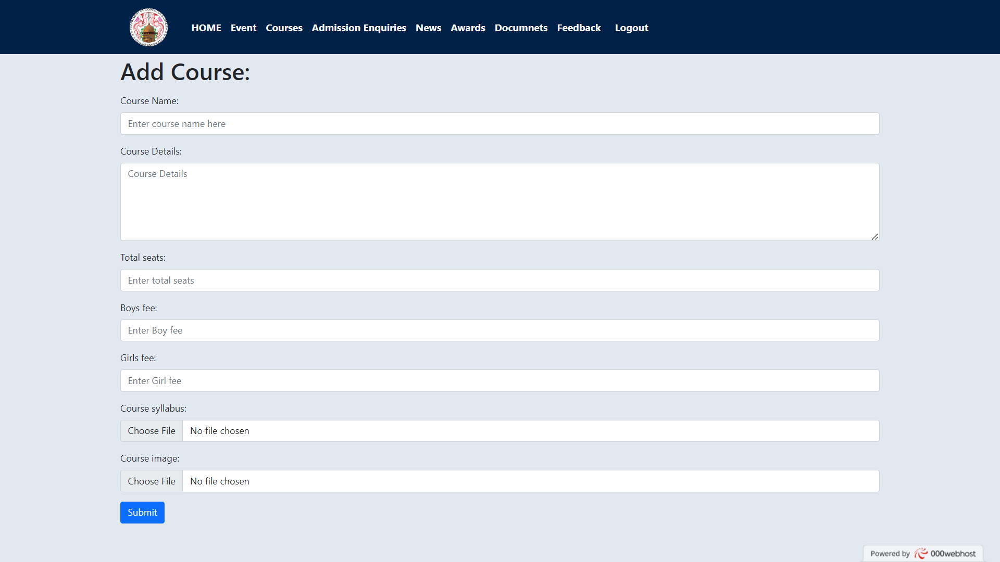 HOME Event Courses Admission Enquiries News Awards Documnets Feedback Logout
Add Course:
Course Name:
Enter course name here
Course Details:
Course Details
Total seats:
Enter total seats
Boys fee:
Enter Boy fee
Girls fee:
Enter Girl fee
Course syllabus:
Choose File No file chosen
Course image:
Choose File No file chosen
Submit
Powered by 000webhost